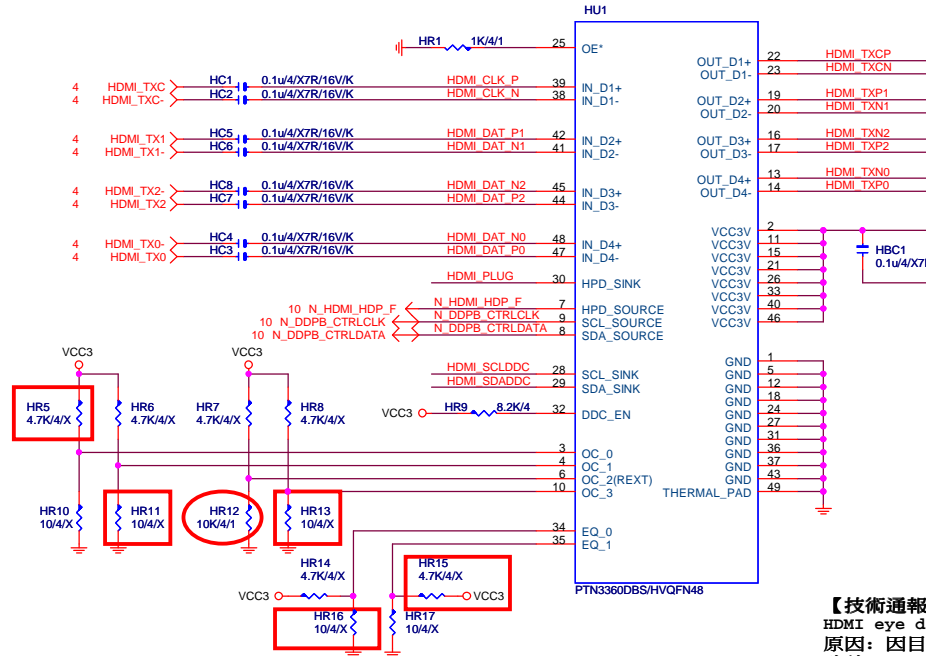 HU1
HR1 1K/4/1 25 OE*
OUT_D1+ 22 HDMI_TXCP
OUT_D1- 23 HDMI_TXCN
4 HDMI_TXC HC1 0.1u/4/X7R/16V/K HDMI_CLK_P 39 IN_D1+
4 HDMI_TXC- HC2 0.1u/4/X7R/16V/K HDMI_CLK_N 38 IN_D1-
OUT_D2+ 19 HDMI_TXP1
OUT_D2- 20 HDMI_TXN1
4 HDMI_TX1 HC5 0.1u/4/X7R/16V/K HDMI_DAT_P1 42 IN_D2+
4 HDMI_TX1- HC6 0.1u/4/X7R/16V/K HDMI_DAT_N1 41 IN_D2-
OUT_D3+ 16 HDMI_TXN2
OUT_D3- 17 HDMI_TXP2
4 HDMI_TX2- HC8 0.1u/4/X7R/16V/K HDMI_DAT_N2 45 IN_D3+
4 HDMI_TX2 HC7 0.1u/4/X7R/16V/K HDMI_DAT_P2 44 IN_D3-
OUT_D4+ 13 HDMI_TXN0
OUT_D4- 14 HDMI_TXP0
4 HDMI_TX0- HC4 0.1u/4/X7R/16V/K HDMI_DAT_N0 48 IN_D4+
4 HDMI_TX0 HC3 0.1u/4/X7R/16V/K HDMI_DAT_P0 47 IN_D4-
VCC3V 2
VCC3V 11
VCC3V 15
VCC3V 21
VCC3V 26
VCC3V 33
VCC3V 40
VCC3V 46
HBC1
0.1u/4/X7
HDMI_PLUG 30 HPD_SINK
N_HDMI_HDP_F 7 HPD_SOURCE
10 N_HDMI_HDP_F
N_DDPB_CTRLCLK 9 SCL_SOURCE
10 N_DDPB_CTRLCLK
N_DDPB_CTRLDATA 8 SDA_SOURCE
10 N_DDPB_CTRLDATA
HDMI_SCLDDC 28 SCL_SINK
HDMI_SDADDC 29 SDA_SINK
VCC3 HR9 8.2K/4 32 DDC_EN
GND 1
GND 5
GND 12
GND 18
GND 24
GND 27
GND 31
GND 36
GND 37
GND 43
THERMAL_PAD 49
VCC3 VCC3
HR5 HR6 HR7 HR8
4.7K/4/X 4.7K/4/X 4.7K/4/X 4.7K/4/X
3 OC_0
4 OC_1
6 OC_2(REXT)
10 OC_3
HR10 HR11 HR12 HR13
10/4/X 10/4/X 10K/4/1 10/4/X
34 EQ_0
35 EQ_1
HR14 HR15
4.7K/4/X 4.7K/4/X
VCC3 VCC3
HR16 HR17
10/4/X 10/4/X
PTN3360DBS/HVQFN48
【技術通報
HDMI eye d
原因: 因目